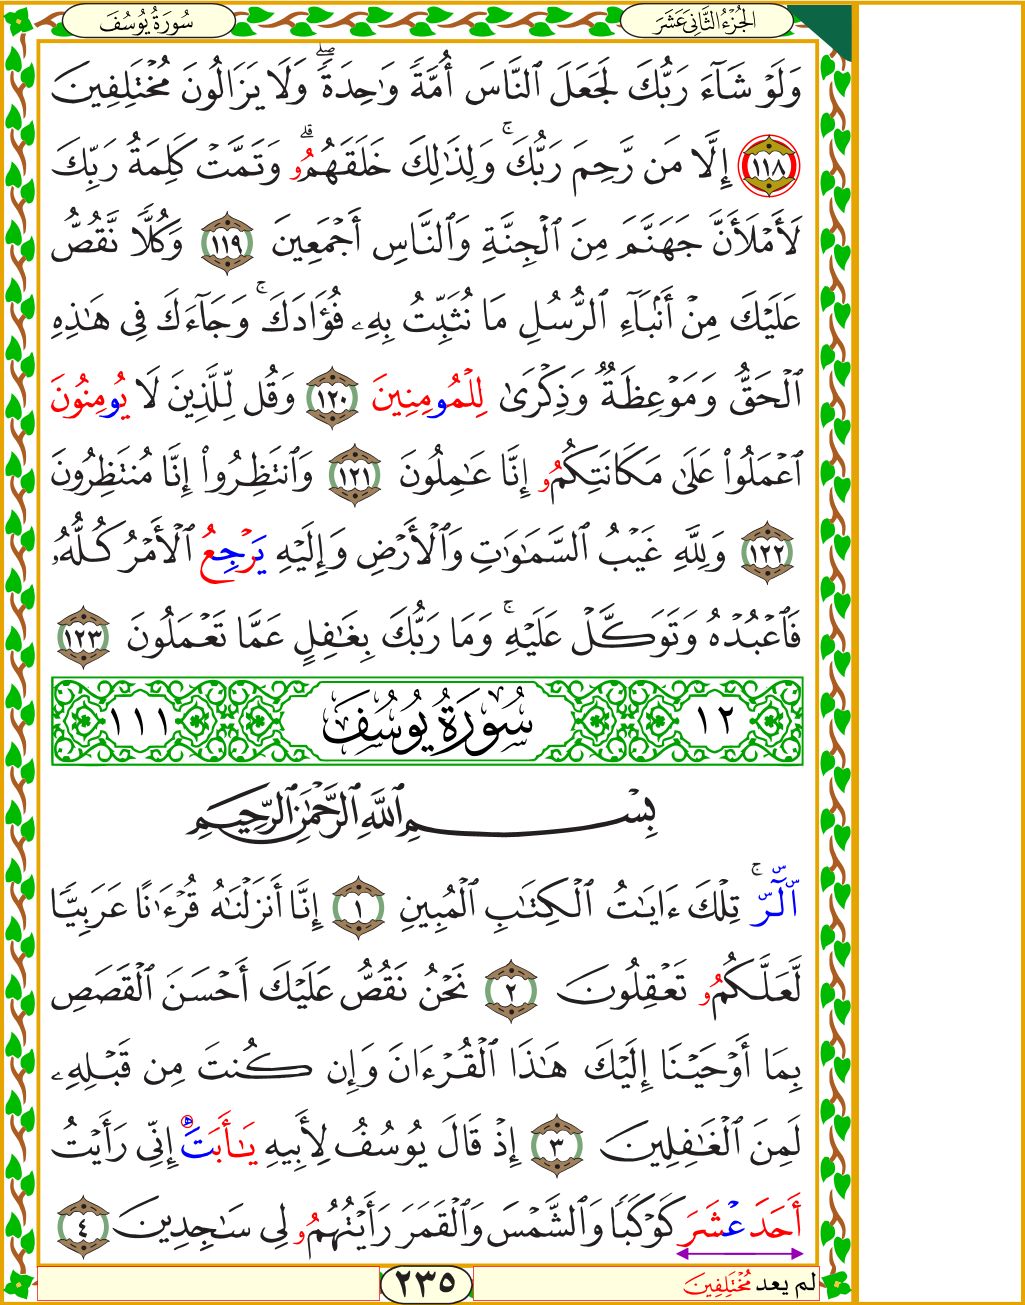 الجُزْءُ الثَّانِيَ عَشَرَ
سُورَةُ يُوسُفَ
وَلَوْ شَآءَ رَبُّكَ لَجَعَلَ ٱلنَّاسَ أُمَّةً وَٰحِدَةً ۖ وَلَا يَزَالُونَ مُخْتَلِفِينَ
١١٨ إِلَّا مَن رَّحِمَ رَبُّكَ ۚ وَلِذَٰلِكَ خَلَقَهُمُۥ ۗ وَتَمَّتْ كَلِمَةُ رَبِّكَ
لَأَمْلَأَنَّ جَهَنَّمَ مِنَ ٱلْجِنَّةِ وَٱلنَّاسِ أَجْمَعِينَ ١١٩ وَكُلًّا نَّقُصُّ
عَلَيْكَ مِنْ أَنۢبَآءِ ٱلرُّسُلِ مَا نُثَبِّتُ بِهِۦ فُؤَادَكَ ۚ وَجَآءَكَ فِى هَٰذِهِ
ٱلْحَقُّ وَمَوْعِظَةٌ وَذِكْرَىٰ لِلْمُومِنِينَ ١٢٠ وَقُل لِّلَّذِينَ لَا يُومِنُونَ
ٱعْمَلُوا۟ عَلَىٰ مَكَانَتِكُمُۥ إِنَّا عَٰمِلُونَ ١٢١ وَٱنتَظِرُوٓا۟ إِنَّا مُنتَظِرُونَ
١٢٢ وَلِلَّهِ غَيْبُ ٱلسَّمَٰوَٰتِ وَٱلْأَرْضِ وَإِلَيْهِ يَرْجِعُ ٱلْأَمْرُ كُلُّهُۥ
فَٱعْبُدْهُ وَتَوَكَّلْ عَلَيْهِ ۚ وَمَا رَبُّكَ بِغَٰفِلٍ عَمَّا تَعْمَلُونَ ١٢٣
١٢ سُورَةُ يُوسُفَ ١١١
بِسْمِ ٱللَّهِ ٱلرَّحْمَٰنِ ٱلرَّحِيمِ
الٓر ۚ تِلْكَ ءَايَٰتُ ٱلْكِتَٰبِ ٱلْمُبِينِ ١ إِنَّا أَنزَلْنَٰهُ قُرْءَٰنًا عَرَبِيًّا
لَّعَلَّكُمُۥ تَعْقِلُونَ ٢ نَحْنُ نَقُصُّ عَلَيْكَ أَحْسَنَ ٱلْقَصَصِ
بِمَا أَوْحَيْنَا إِلَيْكَ هَٰذَا ٱلْقُرْءَانَ وَإِن كُنتَ مِن قَبْلِهِۦ
لَمِنَ ٱلْغَٰفِلِينَ ٣ إِذْ قَالَ يُوسُفُ لِأَبِيهِ يَٰأَبَتَ إِنِّى رَأَيْتُ
أَحَدَ عْشَرَ كَوْكَبًا وَٱلشَّمْسَ وَٱلْقَمَرَ رَأَيْتُهُمُۥ لِى سَٰجِدِينَ ٤
لم يعد مُخْتَلِفِينَ
٢٣٥